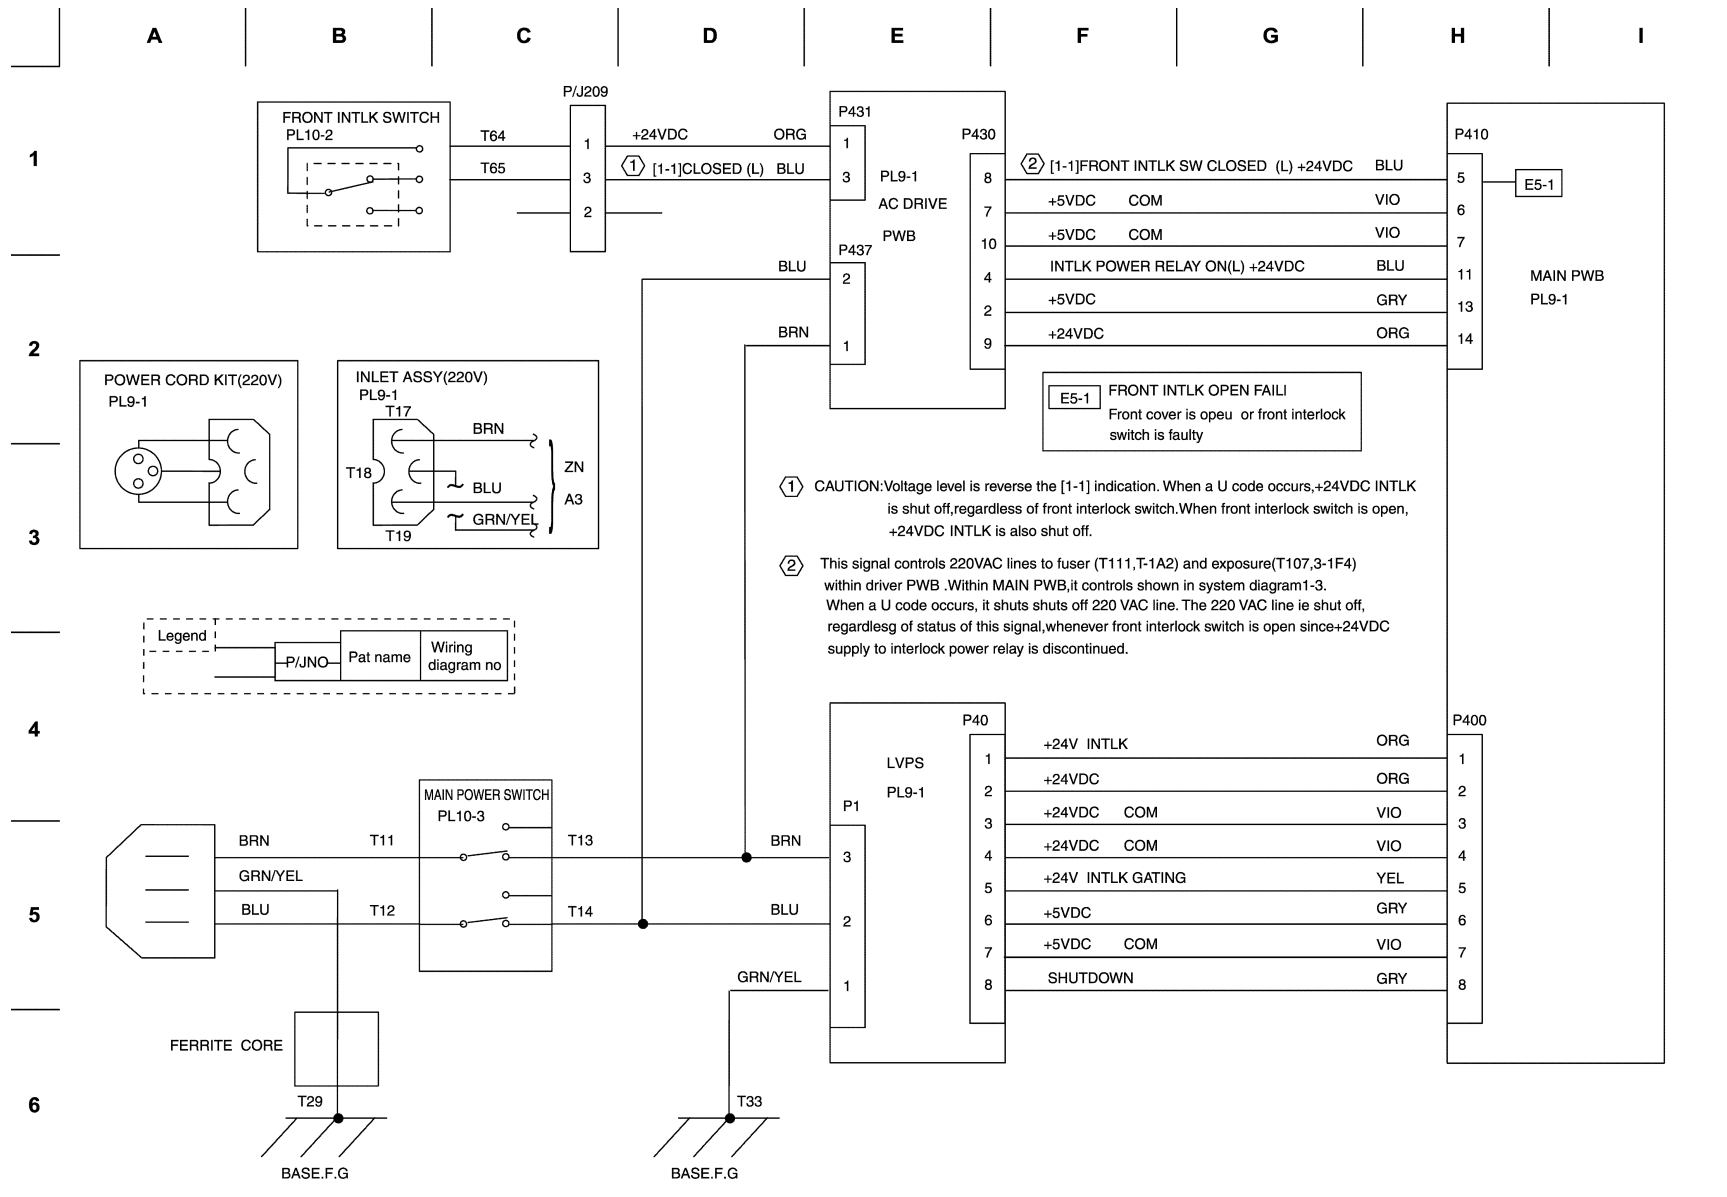 A B C D E F G H I
1
2
3
4
5
6
FRONT INTLK SWITCH
PL10-2
T64
T65
P/J209
1
3
2
+24VDC ORG
1 [1-1]CLOSED (L) BLU
P431
1
3
PL9-1
AC DRIVE
PWB
P437
2
1
BLU
BRN
P430
8
7
10
4
2
9
2 [1-1]FRONT INTLK SW CLOSED (L) +24VDC BLU
+5VDC COM VIO
+5VDC COM VIO
INTLK POWER RELAY ON(L) +24VDC BLU
+5VDC GRY
+24VDC ORG
P410
5
6
7
11
13
14
E5-1
MAIN PWB
PL9-1
POWER CORD KIT(220V)
PL9-1
INLET ASSY(220V)
PL9-1
T17
T18
T19
BRN
BLU
GRN/YEL
ZN
A3
E5-1 FRONT INTLK OPEN FAILI
Front cover is opeu or front interlock
switch is faulty
1 CAUTION:Voltage level is reverse the [1-1] indication. When a U code occurs,+24VDC INTLK
is shut off,regardless of front interlock switch.When front interlock switch is open,
+24VDC INTLK is also shut off.
2 This signal controls 220VAC lines to fuser (T111,T-1A2) and exposure(T107,3-1F4)
within driver PWB .Within MAIN PWB,it controls shown in system diagram1-3.
When a U code occurs, it shuts shuts off 220 VAC line. The 220 VAC line ie shut off,
regardlesg of status of this signal,whenever front interlock switch is open since+24VDC
supply to interlock power relay is discontinued.
Legend
P/JNO
Pat name
Wiring
diagram no
MAIN POWER SWITCH
PL10-3
BRN T11
GRN/YEL
BLU T12
T13 BRN
T14 BLU
GRN/YEL
P1
3
2
1
LVPS
PL9-1
P40
1
2
3
4
5
6
7
8
+24V INTLK ORG
+24VDC ORG
+24VDC COM VIO
+24VDC COM VIO
+24V INTLK GATING YEL
+5VDC GRY
+5VDC COM VIO
SHUTDOWN GRY
P400
1
2
3
4
5
6
7
8
FERRITE CORE
T29
BASE.F.G
T33
BASE.F.G